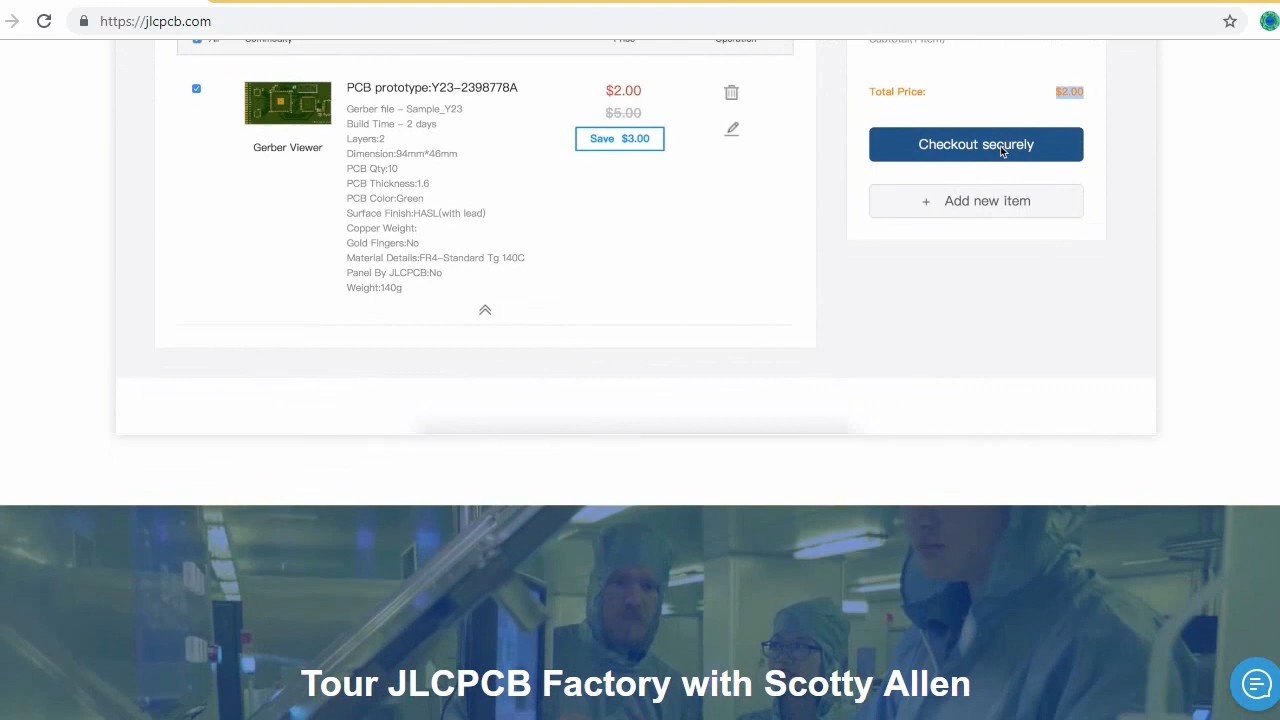 https://jlcpcb.com
All Commodity Price Operation
PCB prototype:Y23-2398778A
Gerber file - Sample_Y23
Build Time - 2 days
Layers:2
Dimension:94mm*46mm
PCB Qty:10
PCB Thickness:1.6
PCB Color:Green
Surface Finish:HASL(with lead)
Copper Weight:
Gold Fingers:No
Material Details:FR4-Standard Tg 140C
Panel By JLCPCB:No
Weight:140g
Gerber Viewer
$2.00
$5.00
Save $3.00
Total Price: $2.00
Checkout securely
+ Add new item
Tour JLCPCB Factory with Scotty Allen